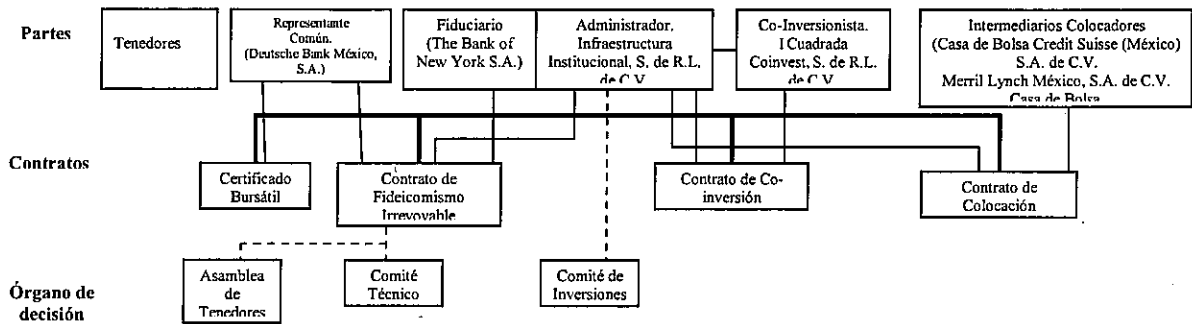 Partes
Tenedores
Representante
Común.
(Deutsche Bank México,
S.A.)
Fiduciario
(The Bank of
New York S.A.)
Administrador.
Infraestructura
Institucional, S. de R.L.
de C.V.
Co-Inversionista.
I Cuadrada
Coinvest, S. de R.L.
de C.V.
Intermediarios Colocadores
(Casa de Bolsa Credit Suisse (México)
S.A. de C.V.
Merril Lynch México, S.A. de C.V.
Casa de Bolsa
Contratos
Certificado
Bursátil
Contrato de
Fideicomismo
Irrevovable
Contrato de Co-
inversión
Contrato de
Colocación
Órgano de
decisión
Asamblea
de
Tenedores
Comité
Técnico
Comité de
Inversiones